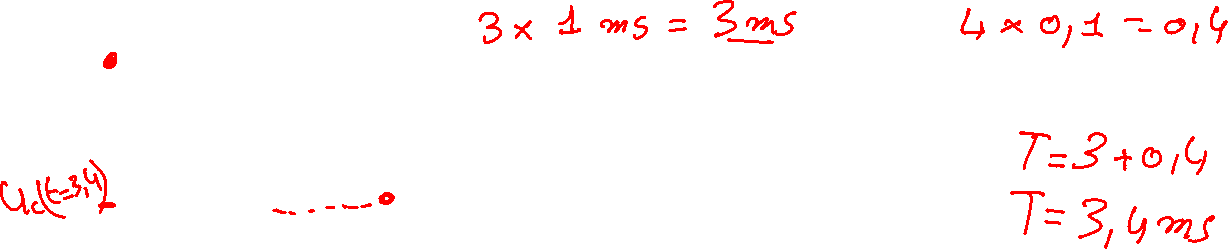 3 × 1 ms = 3 ms
4 × 0,1 = 0,4
T = 3 + 0,4
Uc(t=3,4)
T = 3,4 ms